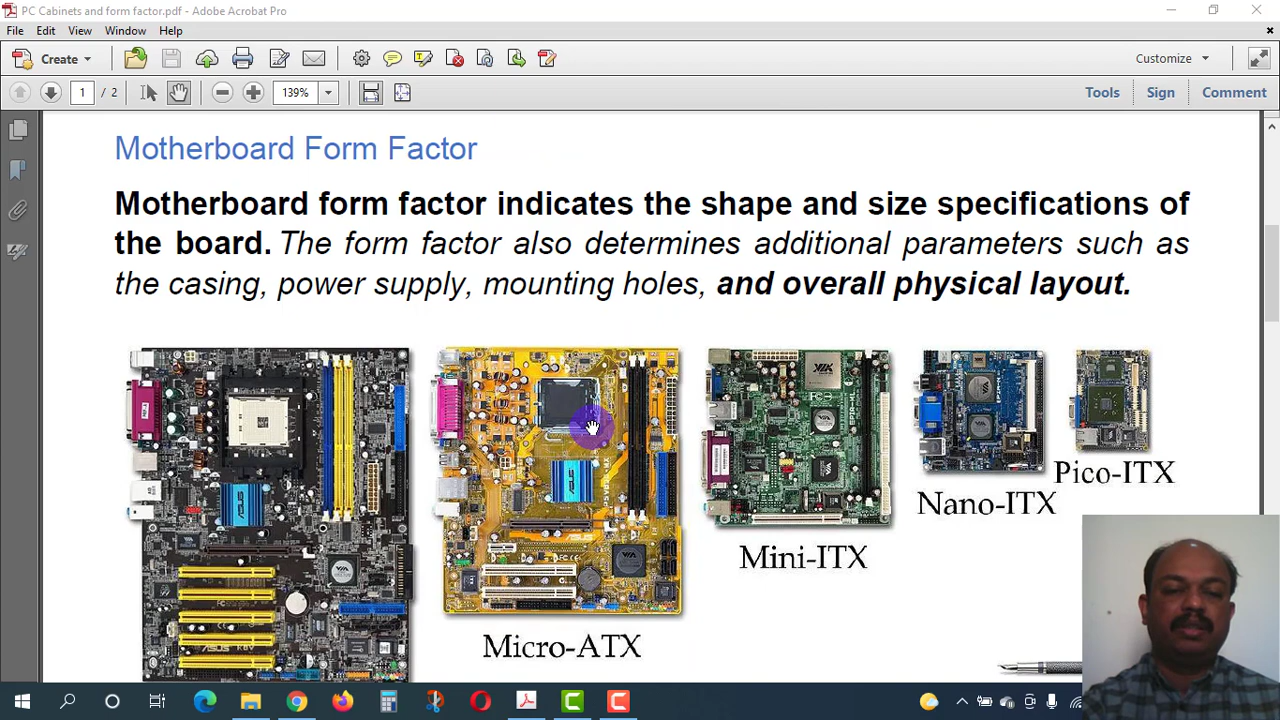 PC Cabinets and form factor.pdf - Adobe Acrobat Pro
File Edit View Window Help
Create Customize
1 / 2 139% Tools Sign Comment
Motherboard Form Factor
Motherboard form factor indicates the shape and size specifications of
the board. The form factor also determines additional parameters such as
the casing, power supply, mounting holes, and overall physical layout.
VIA
ASUS
Pico-ITX
Nano-ITX
Mini-ITX
Micro-ATX